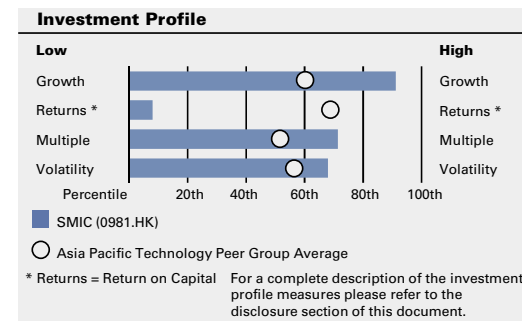 Investment Profile
Low High
Growth Growth
Returns * Returns *
Multiple Multiple
Volatility Volatility
Percentile 20th 40th 60th 80th 100th
SMIC (0981.HK)
Asia Pacific Technology Peer Group Average
* Returns = Return on Capital For a complete description of the investment
profile measures please refer to the
disclosure section of this document.